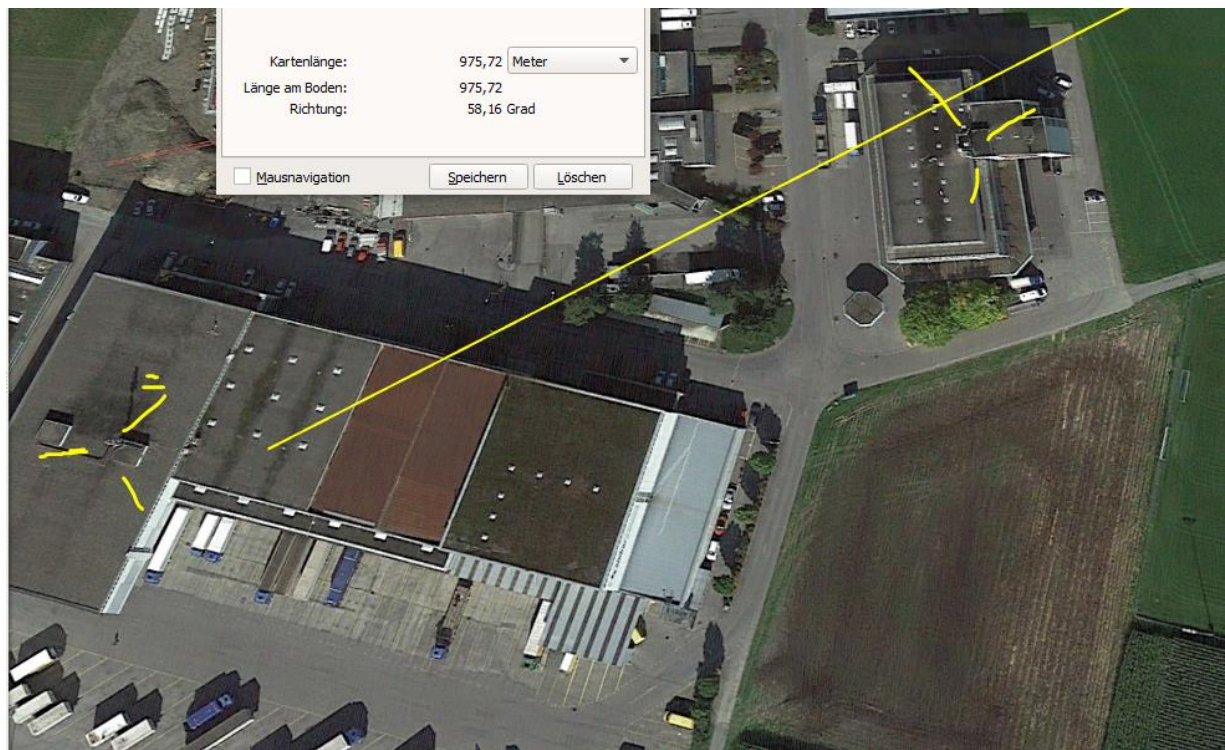 Kartenlänge: 975,72 Meter
Länge am Boden: 975,72
Richtung: 58,16 Grad
Mausnavigation Speichern Löschen